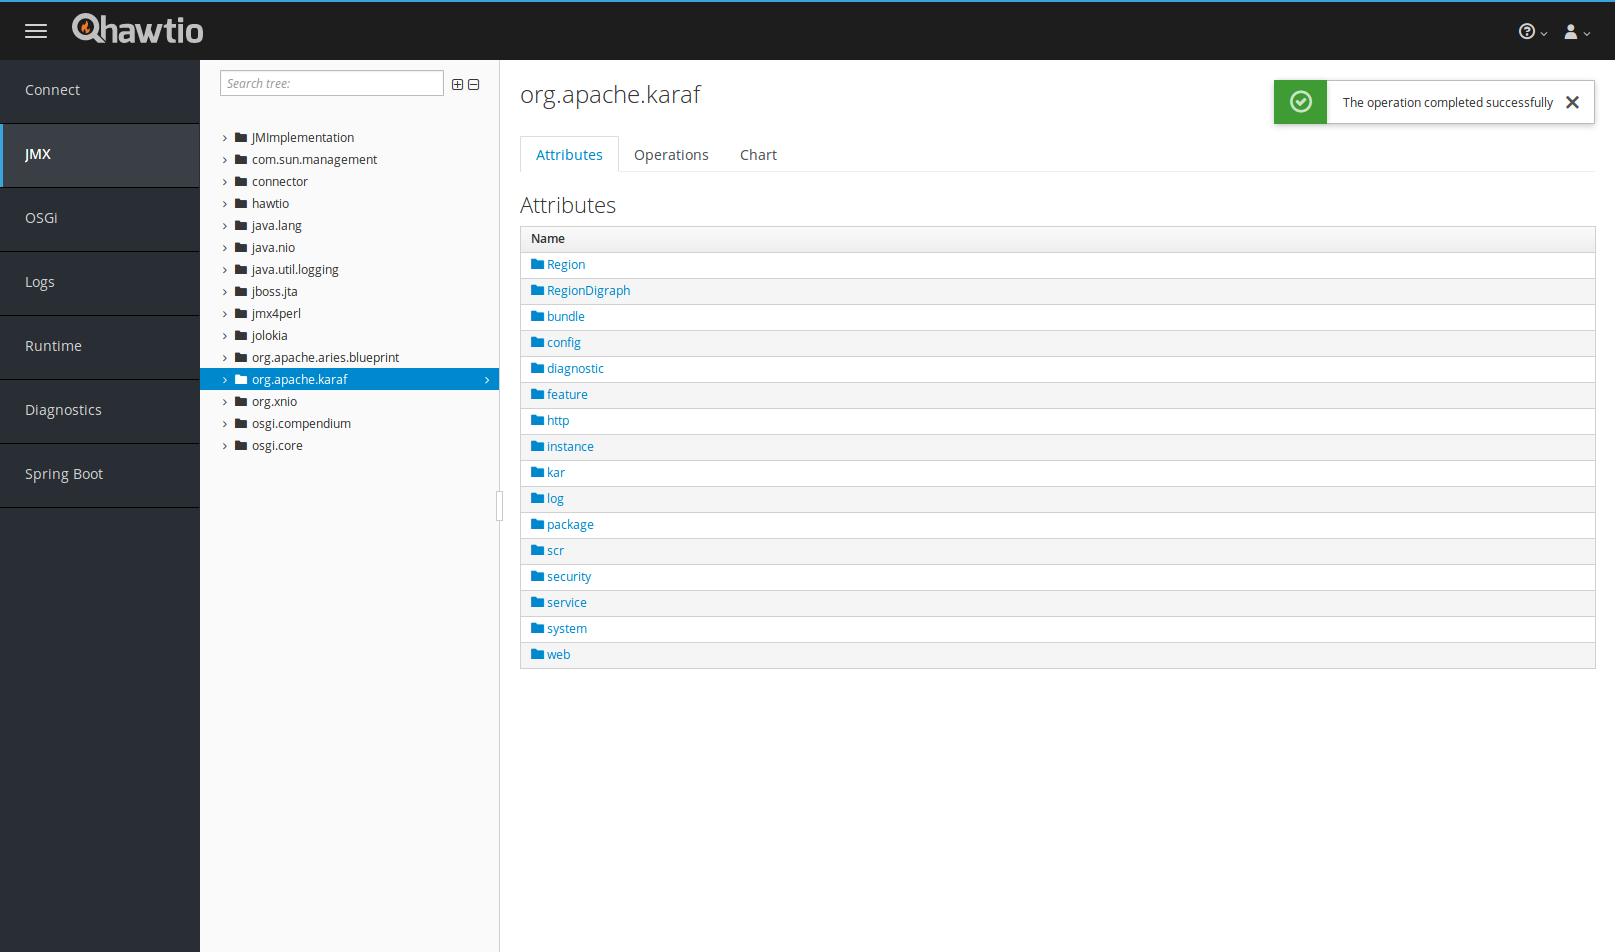 hawtio
Connect
JMX
OSGi
Logs
Runtime
Diagnostics
Spring Boot
Search tree:
JMImplementation
com.sun.management
connector
hawtio
java.lang
java.nio
java.util.logging
jboss.jta
jmx4perl
jolokia
org.apache.aries.blueprint
org.apache.karaf
org.xnio
osgi.compendium
osgi.core
org.apache.karaf
The operation completed successfully
Attributes Operations Chart
Attributes
Name
Region
RegionDigraph
bundle
config
diagnostic
feature
http
instance
kar
log
package
scr
security
service
system
web